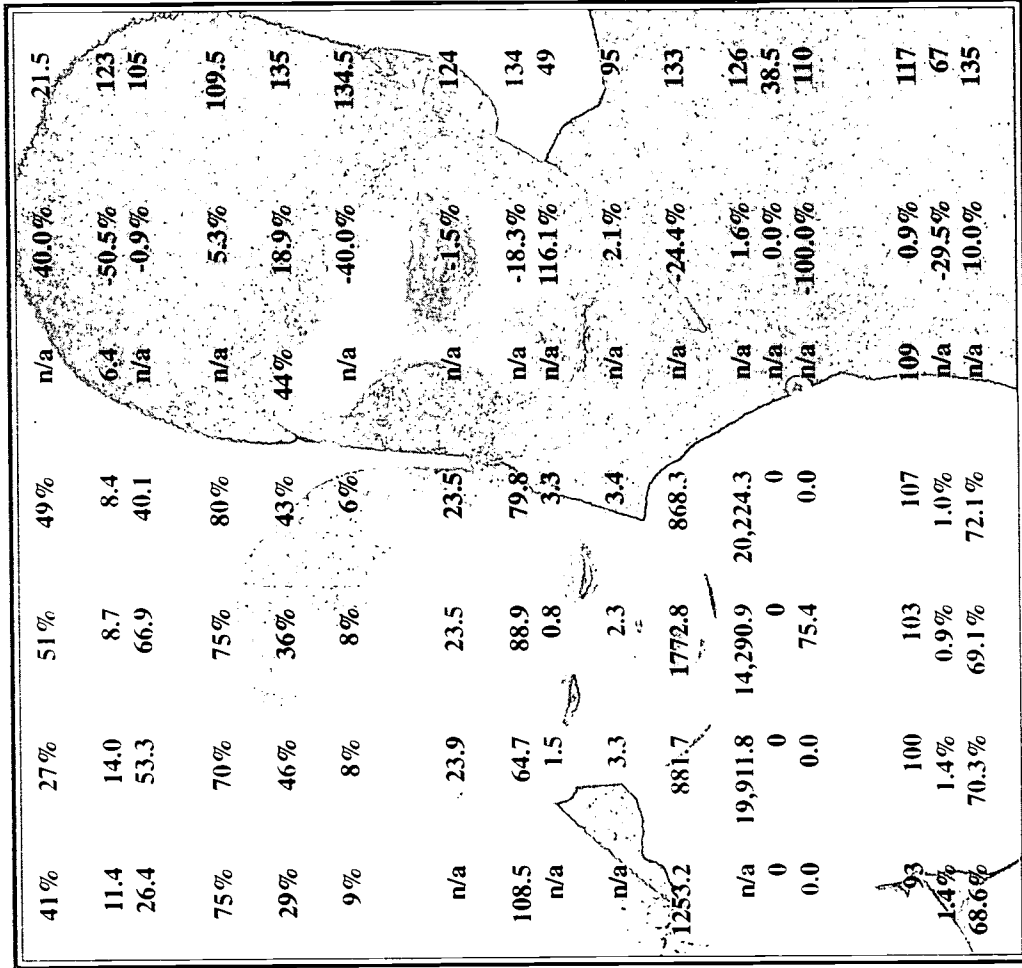 41% 27% 51% 49% n/a -40.0% 21.5
11.4 14.0 8.7 8.4 6.4 -50.5% 123
26.4 53.3 66.9 40.1 n/a -0.9% 105
75% 70% 75% 80% n/a 5.3% 109.5
29% 46% 36% 43% 44% 18.9% 135
9% 8% 8% 6% n/a -40.0% 134.5
n/a 23.9 23.5 23.5 n/a -1.5% 124
108.5 64.7 88.9 79.8 n/a -18.3% 134
n/a 1.5 0.8 3.3 n/a 116.1% 49
n/a 3.3 2.3 3.4 n/a 2.1% 95
1253.2 881.7 1772.8 868.3 n/a -24.4% 133
n/a 19,911.8 14,290.9 20,224.3 n/a 1.6% 126
0 0 0 0 n/a 0.0% 38.5
0.0 0.0 75.4 0.0 n/a -100.0% 110
93 100 103 107 109 0.9% 117
1.4% 1.4% 0.9% 1.0% n/a -29.5% 67
68.6% 70.3% 69.1% 72.1% n/a 10.0% 135